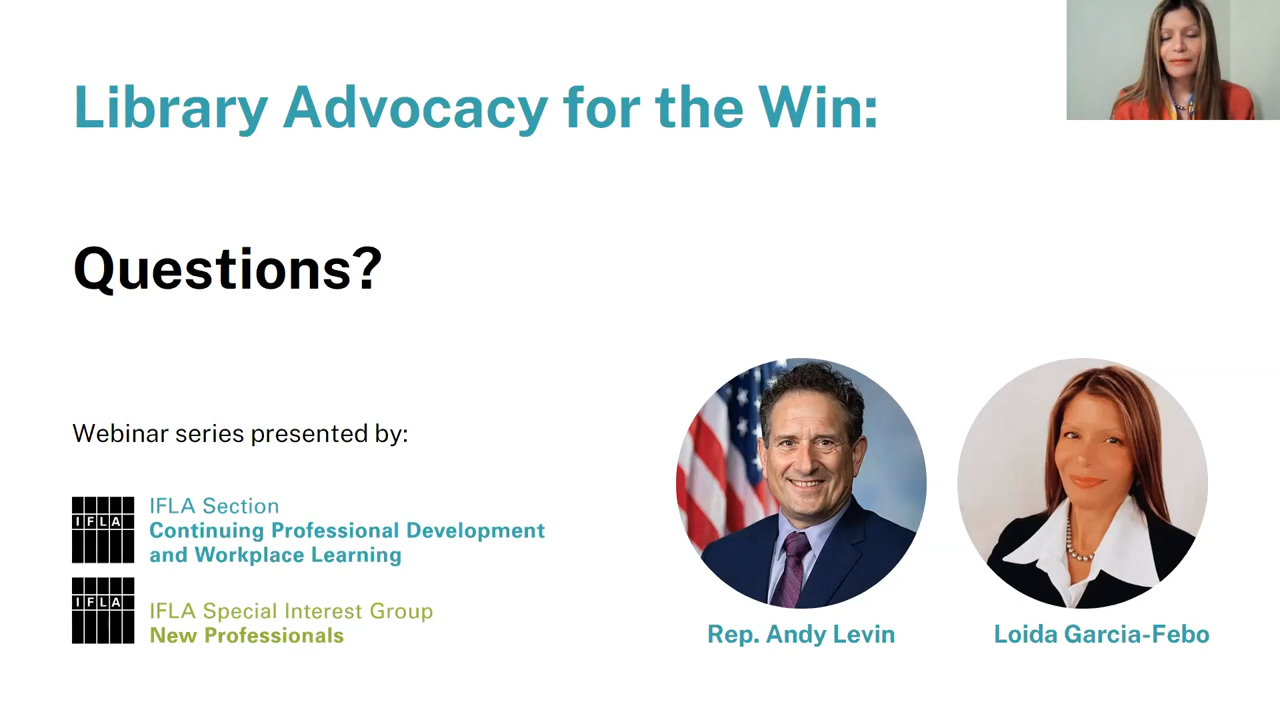 Library Advocacy for the Win:
Questions?
Webinar series presented by:
IFLA
IFLA Section
Continuing Professional Development
and Workplace Learning
IFLA
IFLA Special Interest Group
New Professionals
Rep. Andy Levin
Loida Garcia-Febo